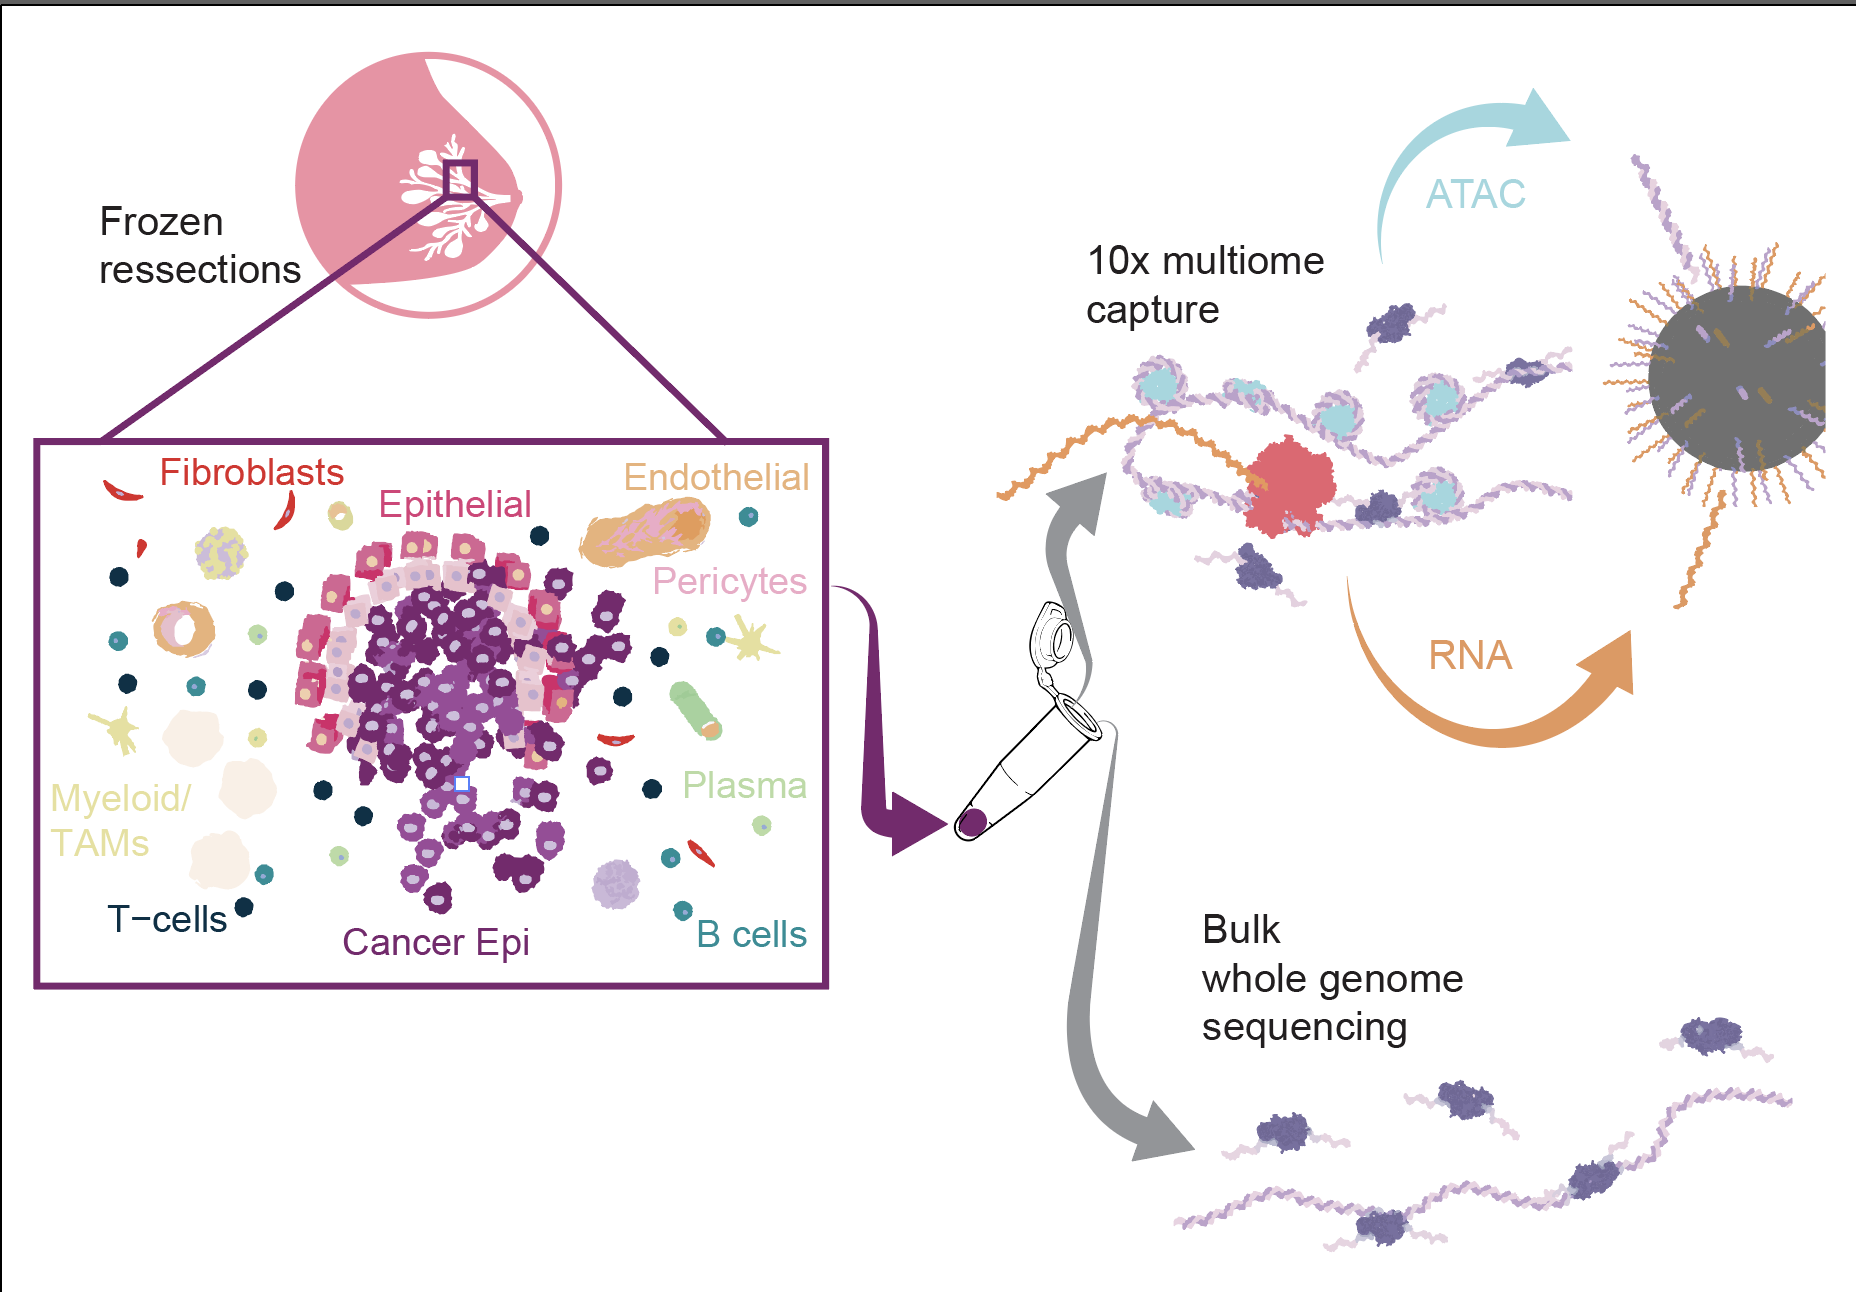 Frozen
ressections
Fibroblasts
Epithelial
Endothelial
Pericytes
Myeloid/
TAMs
Plasma
T−cells
Cancer Epi
B cells
10x multiome
capture
ATAC
RNA
Bulk
whole genome
sequencing